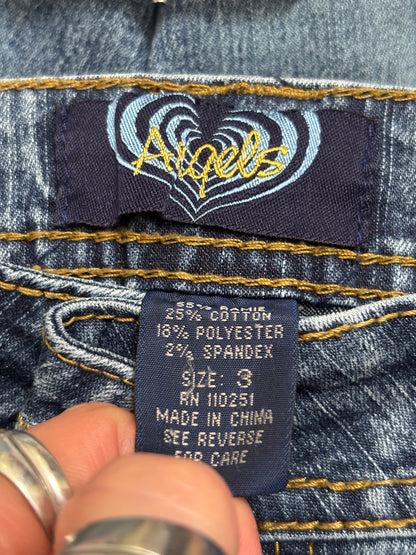 Angels
25% COTTON
18% POLYESTER
2% SPANDEX
SIZE: 3
RN 110251
MADE IN CHINA
SEE REVERSE
FOR CARE